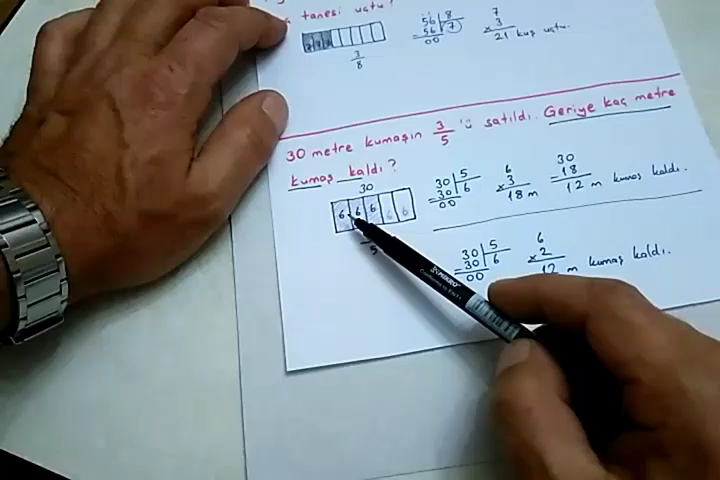 tanesi uçtu?
56 8
56 7
00
7
x 3
21 kuş uçtu.
3
8
30 metre kumaşın 3/5 'ü satıldı. Geriye kaç metre
kumaş kaldı?
30
6 6 6 6 6
5
30 5
30 6
00
6
x 3
18 m
30
- 18
12 m kumaş kaldı.
30 5
30 6
00
6
x 2
12 m kumaş kaldı.